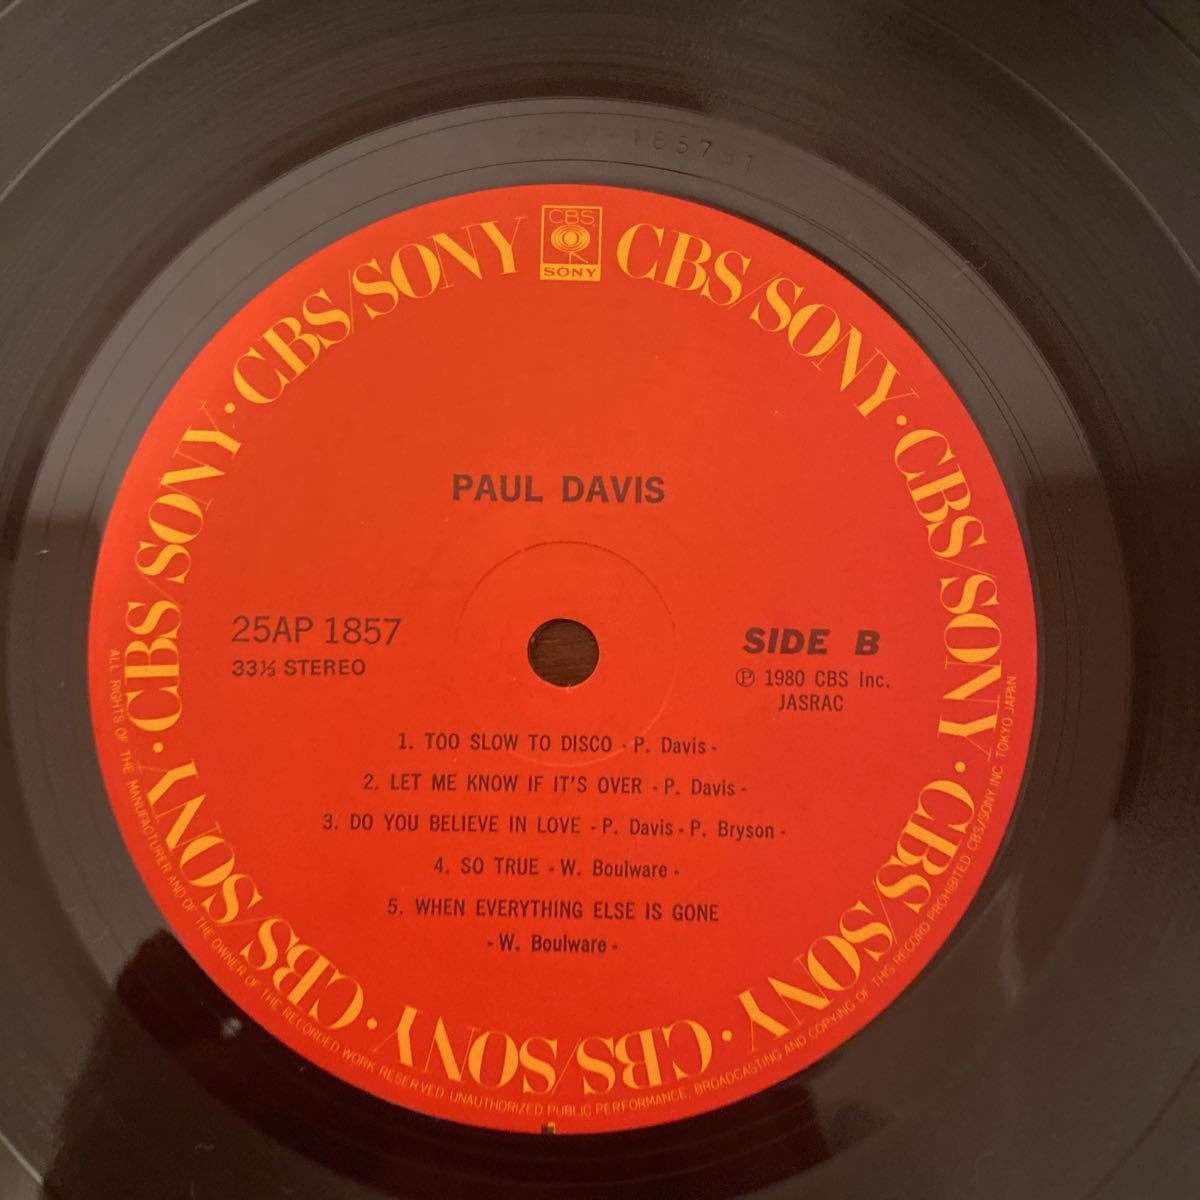 CBS
SONY
CBS/SONY · CBS/SONY · CBS/SONY · CBS/SONY · CBS/SONY · CBS/SONY · CBS/SONY · CBS/SONY
PAUL DAVIS
25AP 1857
33⅓ STEREO
SIDE B
Ⓟ 1980 CBS Inc.
JASRAC
1. TOO SLOW TO DISCO - P. Davis -
2. LET ME KNOW IF IT'S OVER - P. Davis -
3. DO YOU BELIEVE IN LOVE - P. Davis - P. Bryson -
4. SO TRUE - W. Boulware -
5. WHEN EVERYTHING ELSE IS GONE
- W. Boulware -
ALL RIGHTS OF THE MANUFACTURER AND OF THE OWNER OF THE RECORDED WORK RESERVED. UNAUTHORIZED PUBLIC PERFORMANCE, BROADCASTING AND COPYING OF THIS RECORD PROHIBITED CBS/SONY INC. TOKYO JAPAN.